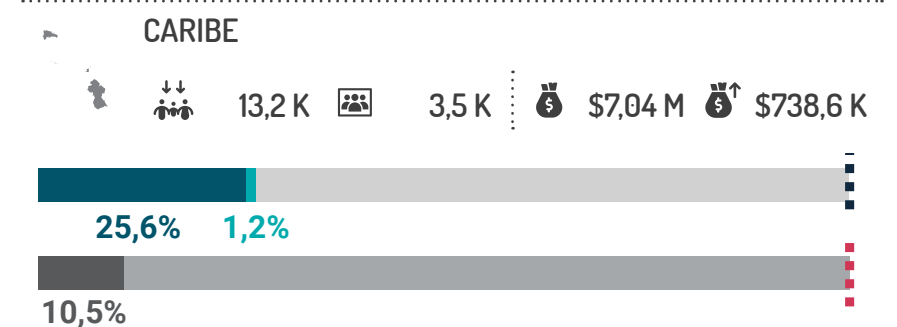 CARIBE
13,2 K 3,5 K $7,04 M $738,6 K
25,6% 1,2%
10,5%